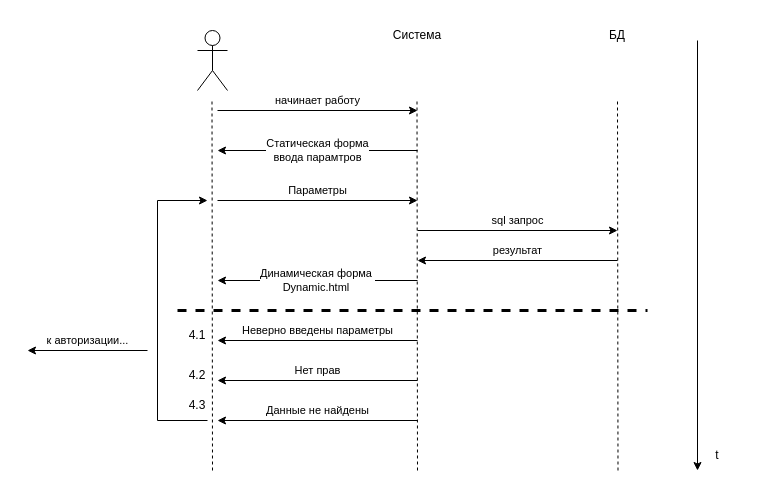 Система
БД
начинает работу
Статическая форма
ввода парамтров
Параметры
sql запрос
результат
Динамическая форма
Dynamic.html
4.1
Неверно введены параметры
к авторизации...
4.2
Нет прав
4.3
Данные не найдены
t